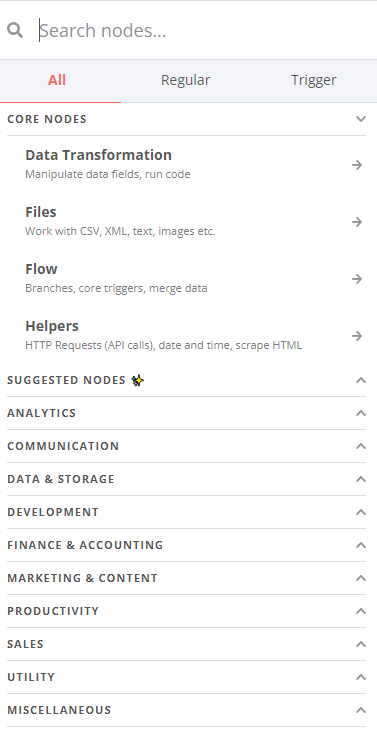 Search nodes...
All Regular Trigger
CORE NODES
Data Transformation
Manipulate data fields, run code
Files
Work with CSV, XML, text, images etc.
Flow
Branches, core triggers, merge data
Helpers
HTTP Requests (API calls), date and time, scrape HTML
SUGGESTED NODES ✨
ANALYTICS
COMMUNICATION
DATA & STORAGE
DEVELOPMENT
FINANCE & ACCOUNTING
MARKETING & CONTENT
PRODUCTIVITY
SALES
UTILITY
MISCELLANEOUS